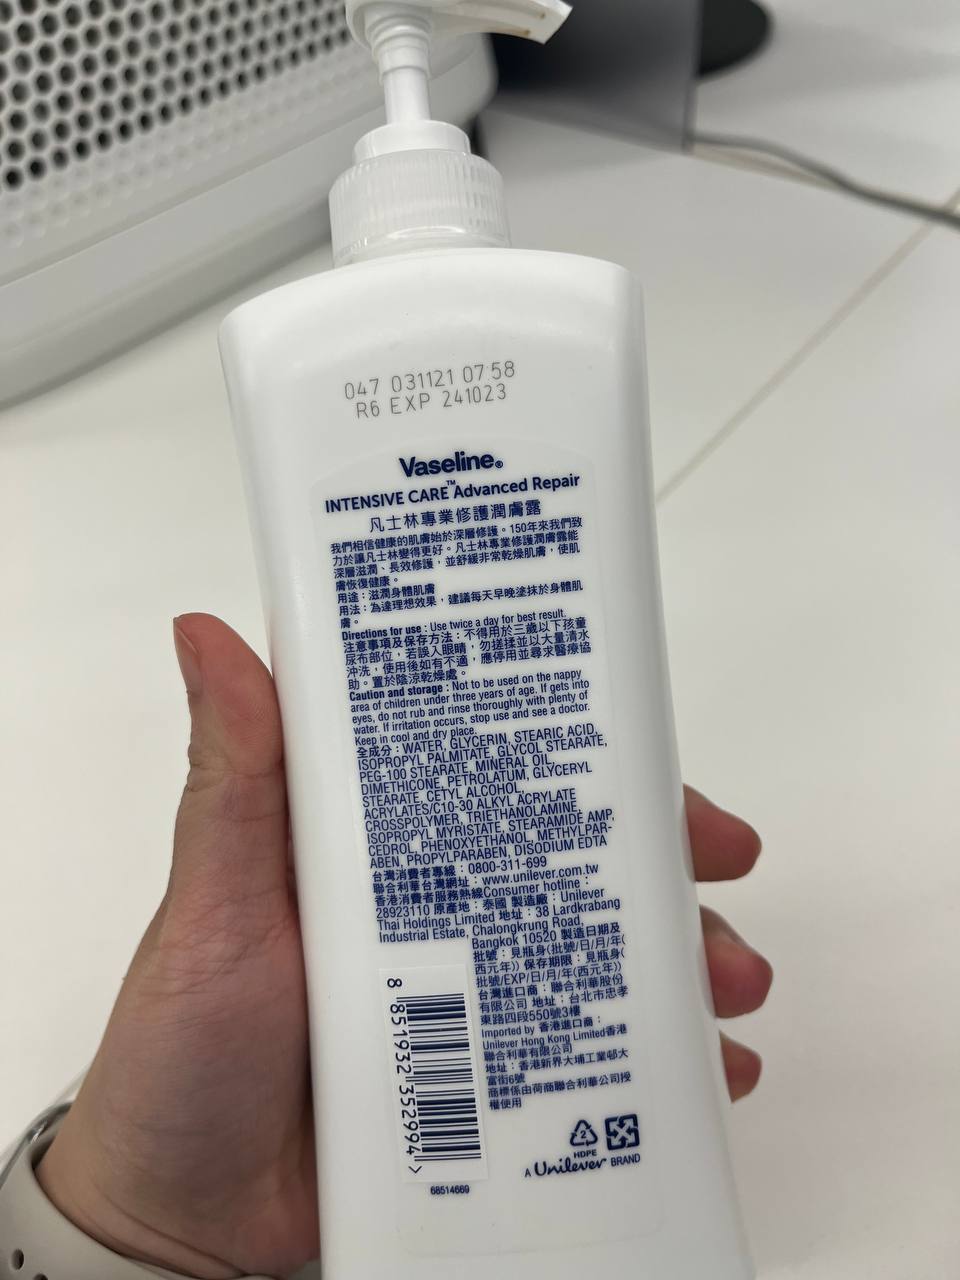 047 031121 07:58
R6 EXP 241023
Vaseline®
INTENSIVE CARE™ Advanced Repair
凡士林專業修護潤膚露
我們相信健康的肌膚始於深層修護。150年來我們致
力於讓凡士林變得更好。凡士林專業修護潤膚露能
深層滋潤、長效修護，並舒緩非常乾燥肌膚，使肌
膚恢復健康。
用途：滋潤身體肌膚
用法：為達理想效果，建議每天早晚塗抹於身體肌
膚。
Directions for use : Use twice a day for best result.
注意事項及保存方法：不得用於三歲以下孩童
尿布部位，若誤入眼睛，勿搓揉並以大量清水
沖洗，使用後如有不適，應停用並尋求醫療協
助。置於陰涼乾燥處。
Caution and storage : Not to be used on the nappy
area of children under three years of age. If gets into
eyes, do not rub and rinse thoroughly with plenty of
water. If irritation occurs, stop use and see a doctor.
Keep in cool and dry place.
全成分：WATER, GLYCERIN, STEARIC ACID,
ISOPROPYL PALMITATE, GLYCOL STEARATE,
PEG-100 STEARATE, MINERAL OIL,
DIMETHICONE, PETROLATUM, GLYCERYL
STEARATE, CETYL ALCOHOL,
ACRYLATES/C10-30 ALKYL ACRYLATE
CROSSPOLYMER, TRIETHANOLAMINE,
ISOPROPYL MYRISTATE, STEARAMIDE AMP,
CEDROL, PHENOXYETHANOL, METHYLPAR-
ABEN, PROPYLPARABEN, DISODIUM EDTA
台灣消費者專線：0800-311-699
聯合利華台灣網址：www.unilever.com.tw
香港消費者服務熱線Consumer hotline :
28923110 原產地：泰國 製造廠：Unilever
Thai Holdings Limited 地址：38 Lardkrabang
Industrial Estate, Chalongkrung Road,
Bangkok 10520 製造日期及
批號：見瓶身(批號/日/月/年(
西元年)) 保存期限：見瓶身(
批號/EXP/日/月/年(西元年))
台灣進口商：聯合利華股份
有限公司 地址：台北市忠孝
東路四段550號3樓
Imported by 香港進口商：
Unilever Hong Kong Limited香港
聯合利華有限公司
地址：香港新界大埔工業邨大
富街6號
商標係由荷商聯合利華公司授
權使用
8 851932 352994 >
68514669
2
HDPE
A Unilever BRAND